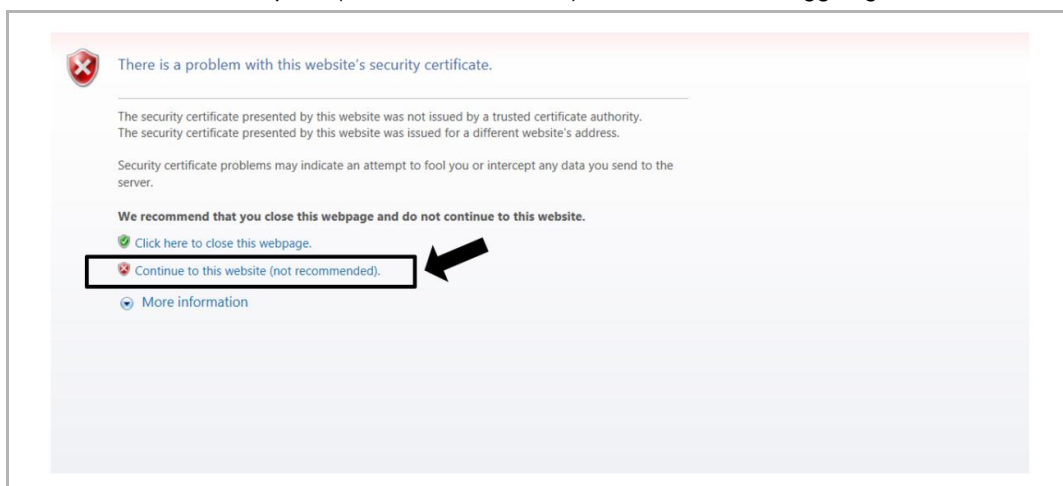 There is a problem with this website's security certificate.
The security certificate presented by this website was not issued by a trusted certificate authority.
The security certificate presented by this website was issued for a different website's address.
Security certificate problems may indicate an attempt to fool you or intercept any data you send to the
server.
We recommend that you close this webpage and do not continue to this website.
Click here to close this webpage.
Continue to this website (not recommended).
More information